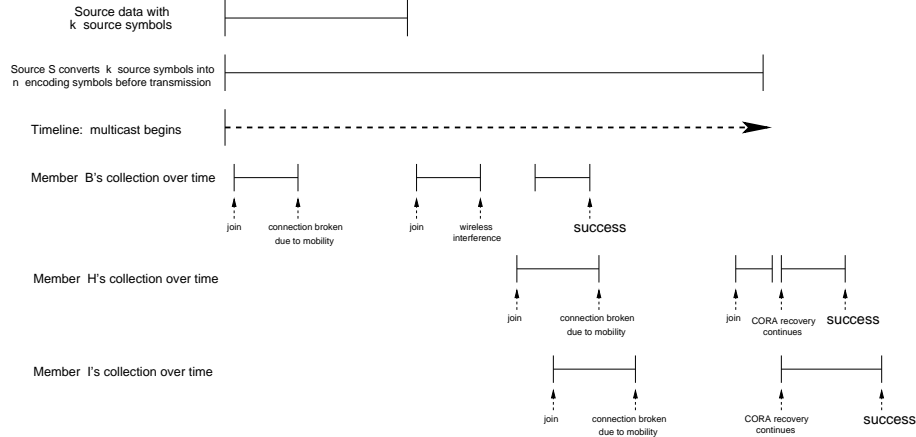 Source data with
k source symbols
Source S converts k source symbols into
n encoding symbols before transmission
Timeline: multicast begins
Member B's collection over time
join
connection broken
due to mobility
join
wireless
interference
success
Member H's collection over time
join
connection broken
due to mobility
join
CORA recovery
continues
success
Member I's collection over time
join
connection broken
due to mobility
CORA recovery
continues
success